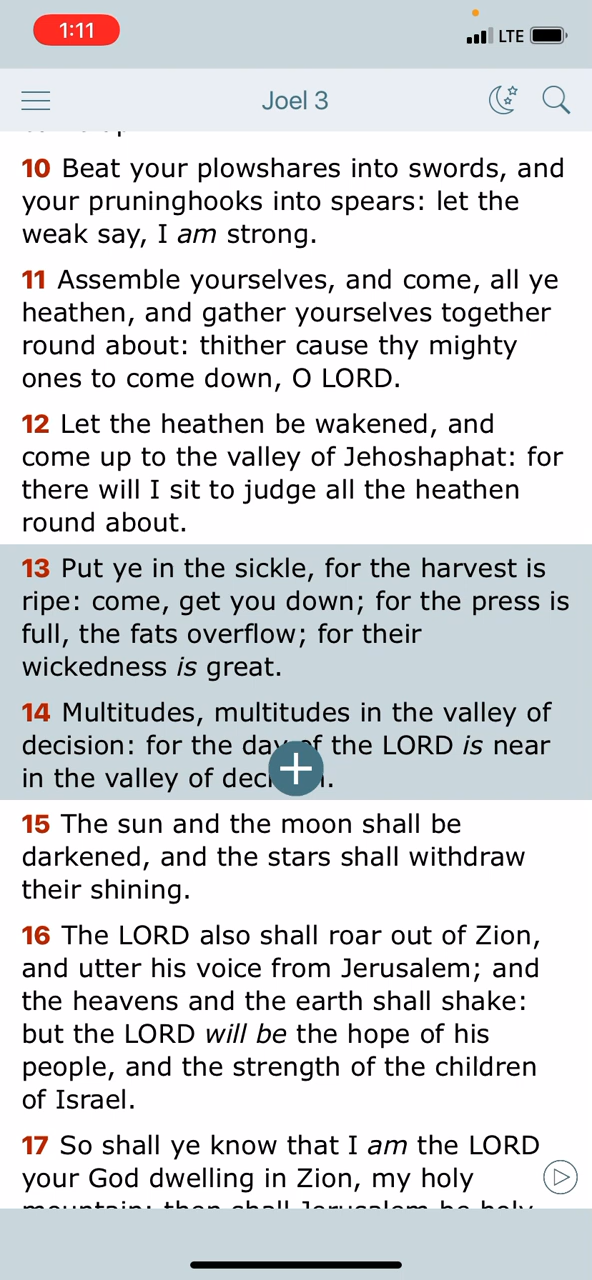 1:11
LTE
Joel 3
10 Beat your plowshares into swords, and
your pruninghooks into spears: let the
weak say, I am strong.
11 Assemble yourselves, and come, all ye
heathen, and gather yourselves together
round about: thither cause thy mighty
ones to come down, O LORD.
12 Let the heathen be wakened, and
come up to the valley of Jehoshaphat: for
there will I sit to judge all the heathen
round about.
13 Put ye in the sickle, for the harvest is
ripe: come, get you down; for the press is
full, the fats overflow; for their
wickedness is great.
14 Multitudes, multitudes in the valley of
decision: for the day of the LORD is near
in the valley of decision.
15 The sun and the moon shall be
darkened, and the stars shall withdraw
their shining.
16 The LORD also shall roar out of Zion,
and utter his voice from Jerusalem; and
the heavens and the earth shall shake:
but the LORD will be the hope of his
people, and the strength of the children
of Israel.
17 So shall ye know that I am the LORD
your God dwelling in Zion, my holy
mountain: then shall Jerusalem be holy